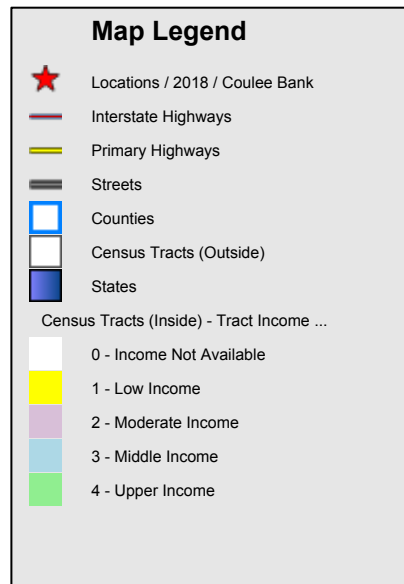 Map Legend
Locations / 2018 / Coulee Bank
Interstate Highways
Primary Highways
Streets
Counties
Census Tracts (Outside)
States
Census Tracts (Inside) - Tract Income ...
0 - Income Not Available
1 - Low Income
2 - Moderate Income
3 - Middle Income
4 - Upper Income